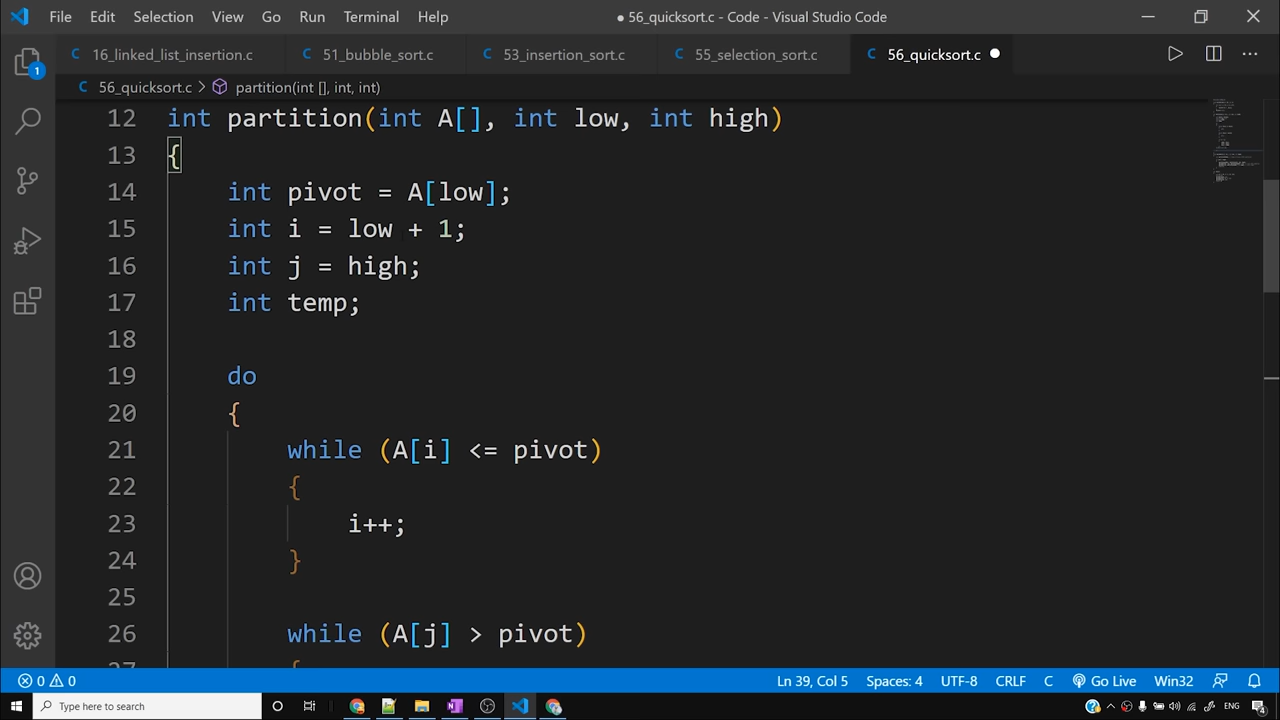 File Edit Selection View Go Run Terminal Help ● 56_quicksort.c - Code - Visual Studio Code
C 16_linked_list_insertion.c C 51_bubble_sort.c C 53_insertion_sort.c C 55_selection_sort.c C 56_quicksort.c ●
1
C 56_quicksort.c > partition(int [], int, int)
12 int partition(int A[], int low, int high)
13 {
14 int pivot = A[low];
15 int i = low + 1;
16 int j = high;
17 int temp;
18
19 do
20 {
21 while (A[i] <= pivot)
22 {
23 i++;
24 }
25
26 while (A[j] > pivot)
27 {
0 0 Ln 39, Col 5 Spaces: 4 UTF-8 CRLF C Go Live Win32
Type here to search ENG